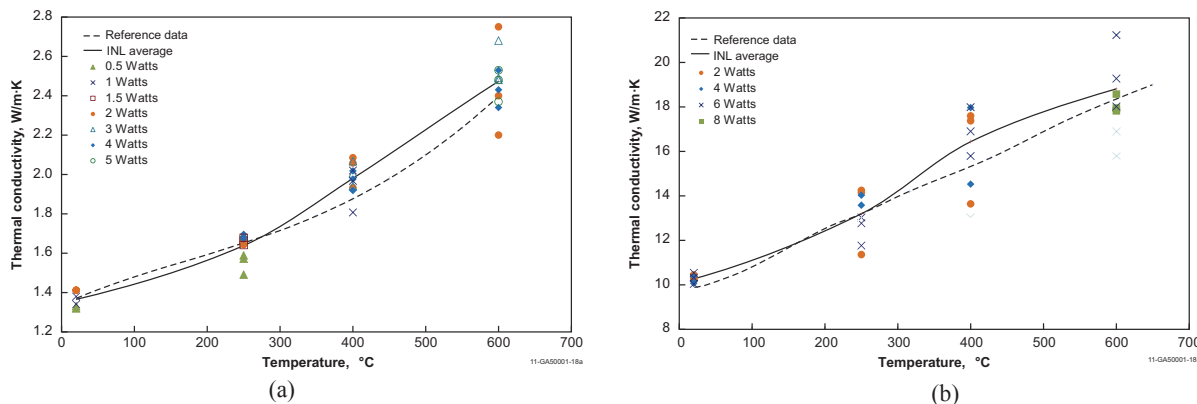 2.8
2.6
2.4
2.2
2.0
1.8
1.6
1.4
1.2
Thermal conductivity, W/m·K
Reference data
INL average
0.5 Watts
1 Watts
1.5 Watts
2 Watts
3 Watts
4 Watts
5 Watts
0 100 200 300 400 500 600 700
Temperature, °C
11-GA50001-18a
(a)
22
20
18
16
14
12
10
8
Thermal conductivity, W/m·K
Reference data
INL average
2 Watts
4 Watts
6 Watts
8 Watts
0 100 200 300 400 500 600 700
Temperature, °C
11-GA50001-18
(b)